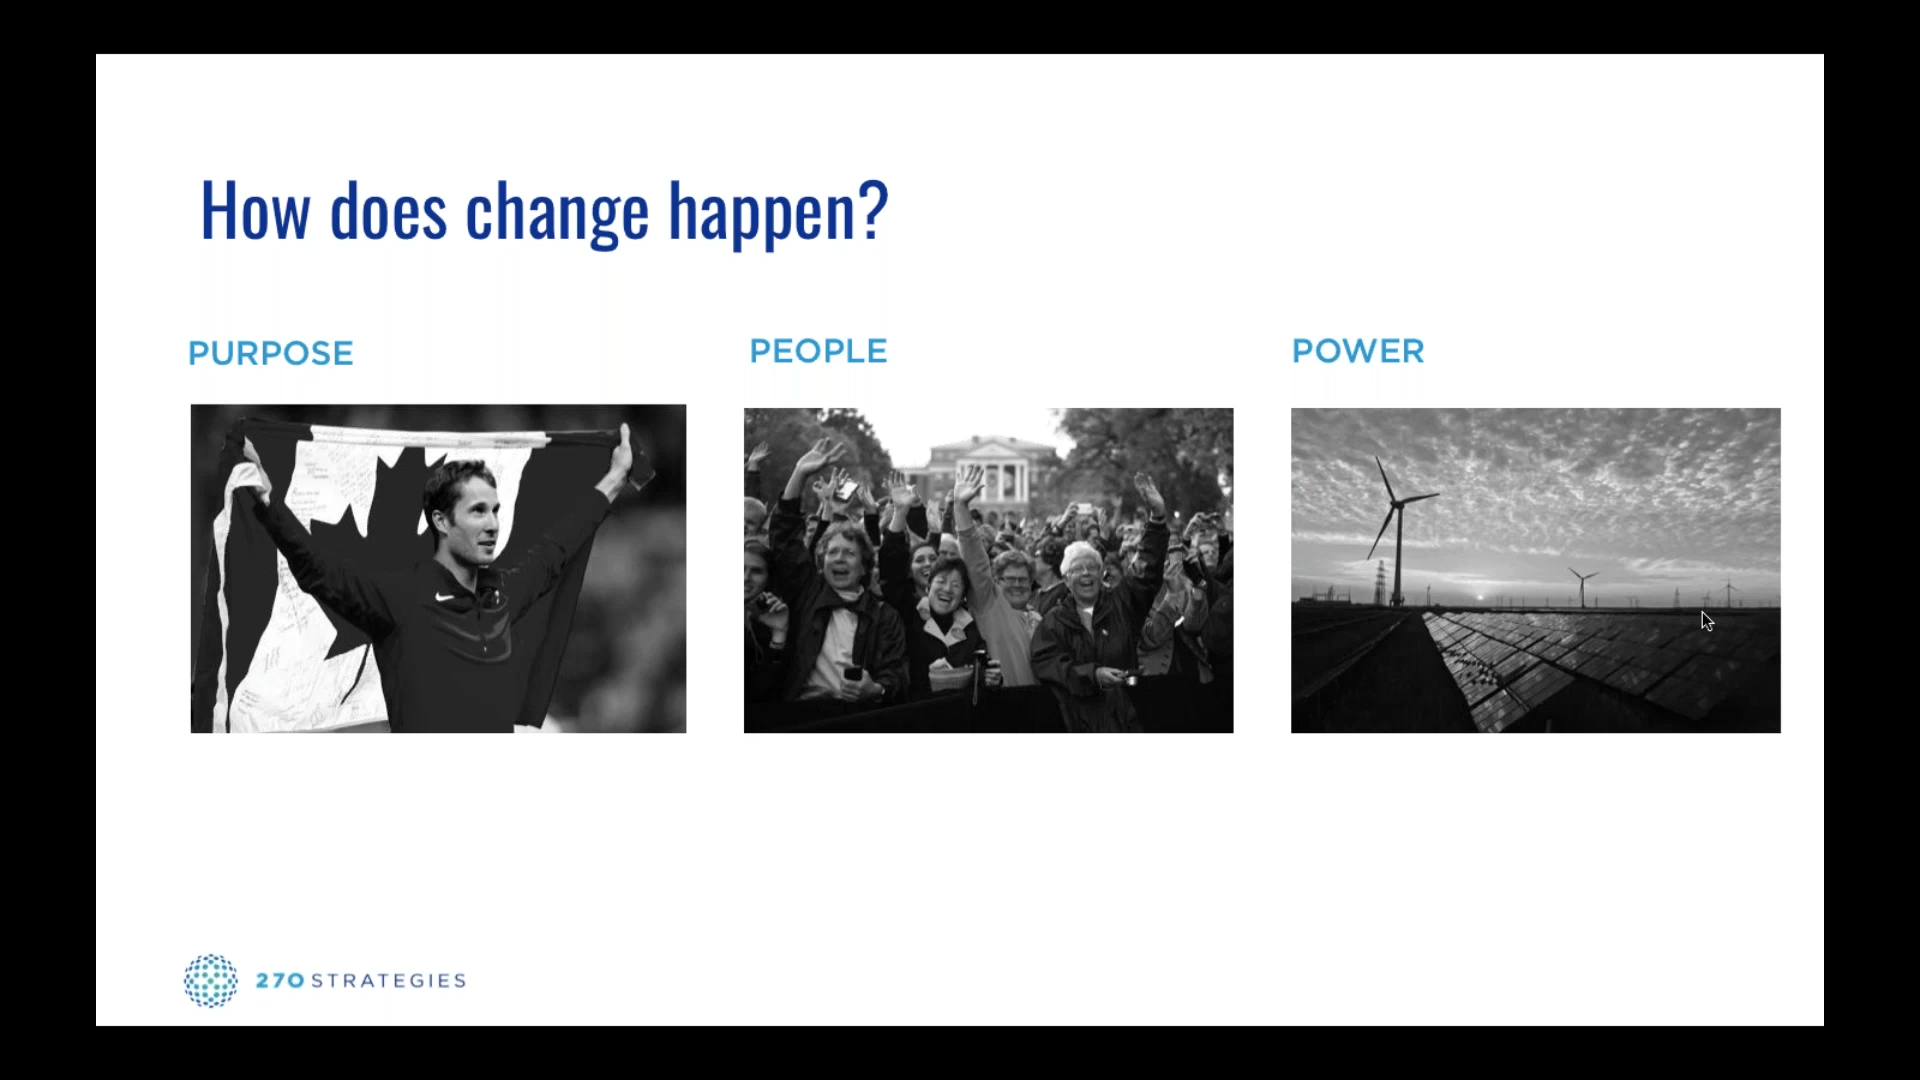 How does change happen?
PURPOSE
PEOPLE
POWER
270 STRATEGIES